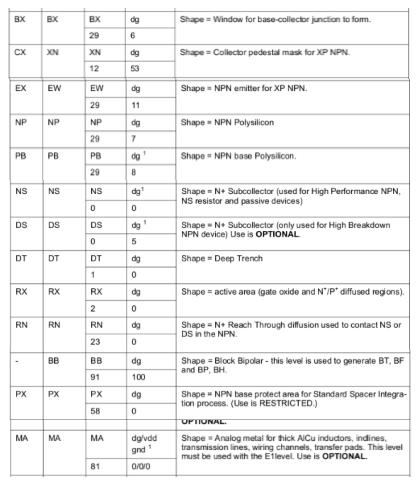 BX BX BX dg Shape = Window for base-collector junction to form.
29 6
CX XN XN dg Shape = Collector pedestal mask for XP NPN.
12 53
EX EW EW dg Shape = NPN emitter for XP NPN.
29 11
NP NP NP dg Shape = NPN Polysilicon
29 7
PB PB PB dg 1 Shape = NPN base Polysilicon.
29 8
NS NS NS dg1 Shape = N+ Subcollector (used for High Performance NPN,
NS resistor and passive devices)
0 0
DS DS DS dg 1 Shape = N+ Subcollector (only used for High Breakdown
NPN device) Use is OPTIONAL.
0 5
DT DT DT dg Shape = Deep Trench
1 0
RX RX RX dg Shape = active area (gate oxide and N+/P+ diffused regions).
2 0
RN RN RN dg Shape = N+ Reach Through diffusion used to contact NS or
DS in the NPN.
23 0
- BB BB dg Shape = Block Bipolar - this level is used to generate BT, BF
and BP, BH.
91 100
PX PX PX dg Shape = NPN base protect area for Standard Spacer Integra-
tion process. (Use is RESTRICTED.)
58 0
OPTIONAL.
MA MA MA dg/vdd Shape = Analog metal for thick AlCu inductors, indlines,
gnd 1 transmission lines, wiring channels, transfer pads. This level
must be used with the E1level. Use is OPTIONAL.
81 0/0/0